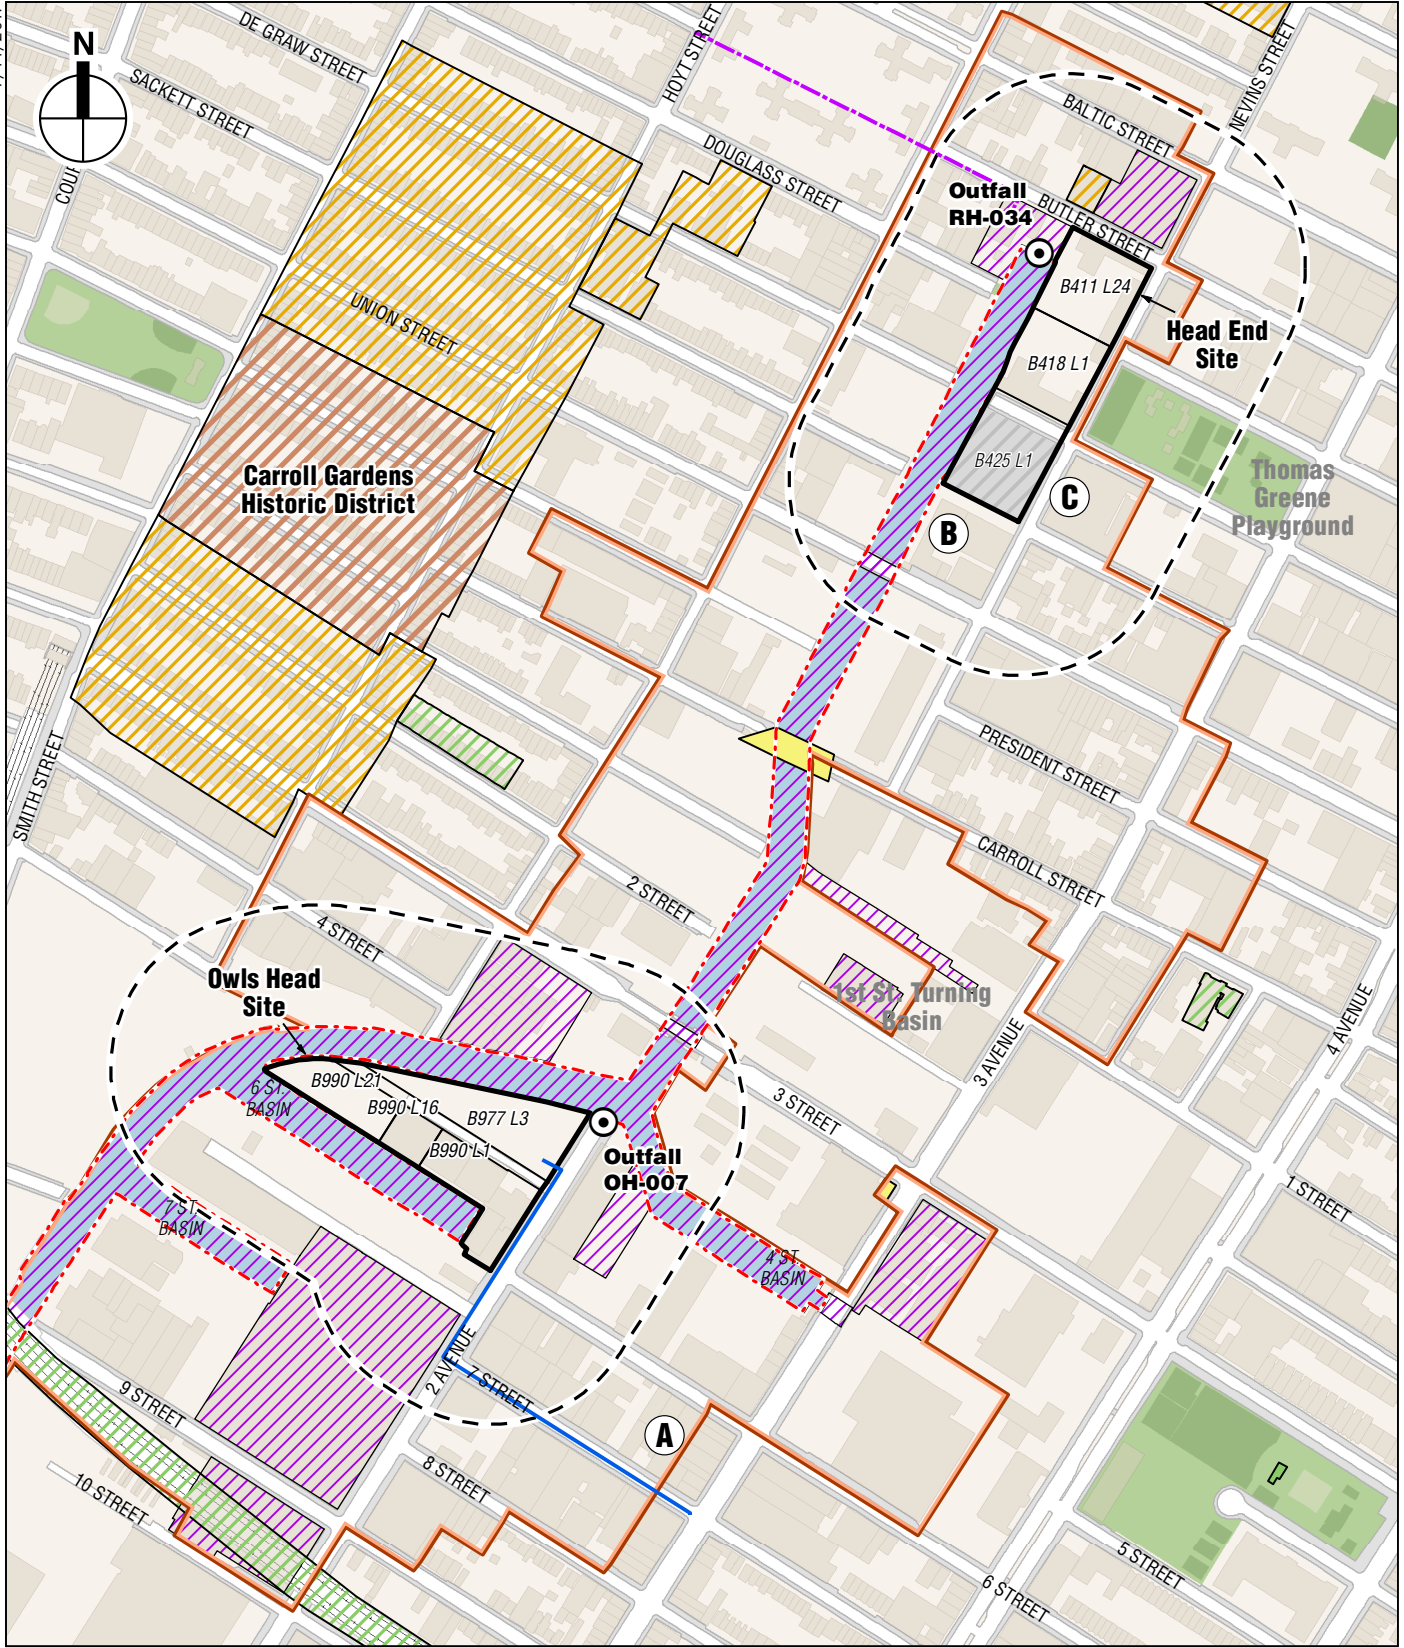 DE GRAW STREET
HOYT STREET
NEVINS STREET
N
SACKETT STREET
BALTIC STREET
DOUGLASS STREET
Outfall
RH-034
BUTLER STREET
B411 L24
Head End
Site
UNION STREET
B418 L1
Carroll Gardens
Historic District
B425 L1
C
Thomas
Greene
Playground
B
SMITH STREET
PRESIDENT STREET
CARROLL STREET
2 STREET
4 STREET
Owls Head
Site
1st St. Turning
Basin
4 AVENUE
3 AVENUE
B990 L21
6 ST.
BASIN
B990 L16
B977 L3
3 STREET
B990 L1
Outfall
OH-007
1 STREET
7 ST.
BASIN
4 ST.
BASIN
2 AVENUE
7 STREET
9 STREET
A
8 STREET
10 STREET
5 STREET
6 STREET